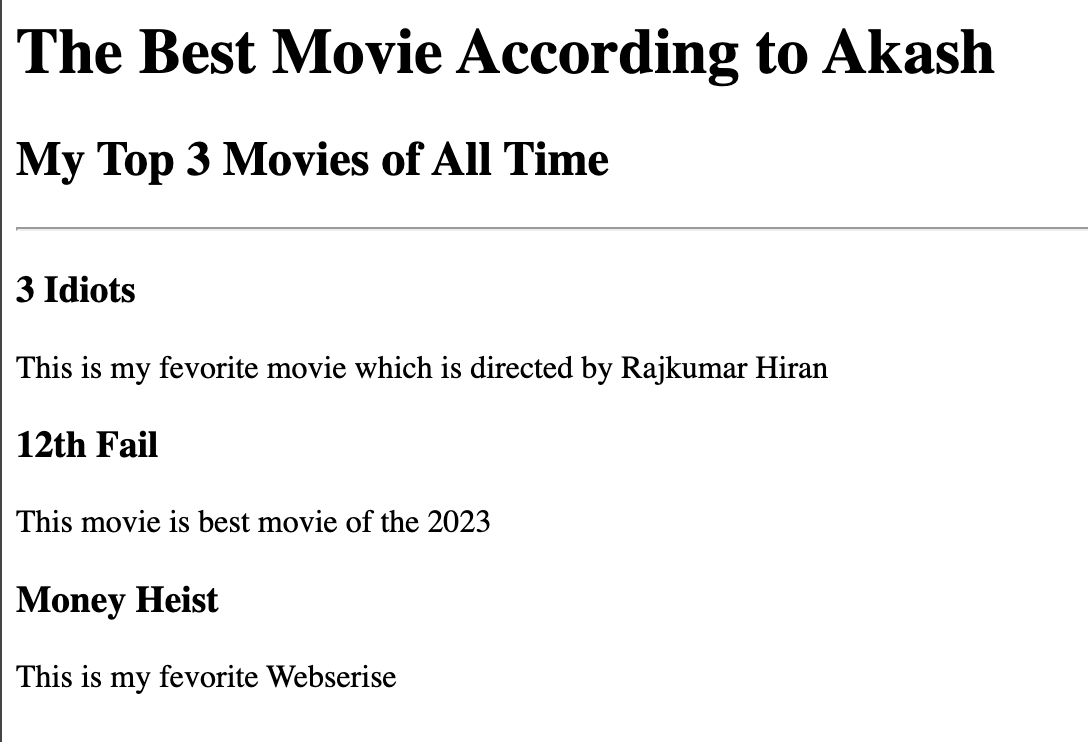 The Best Movie According to Akash
My Top 3 Movies of All Time
3 Idiots
This is my fevorite movie which is directed by Rajkumar Hiran
12th Fail
This movie is best movie of the 2023
Money Heist
This is my fevorite Webserise